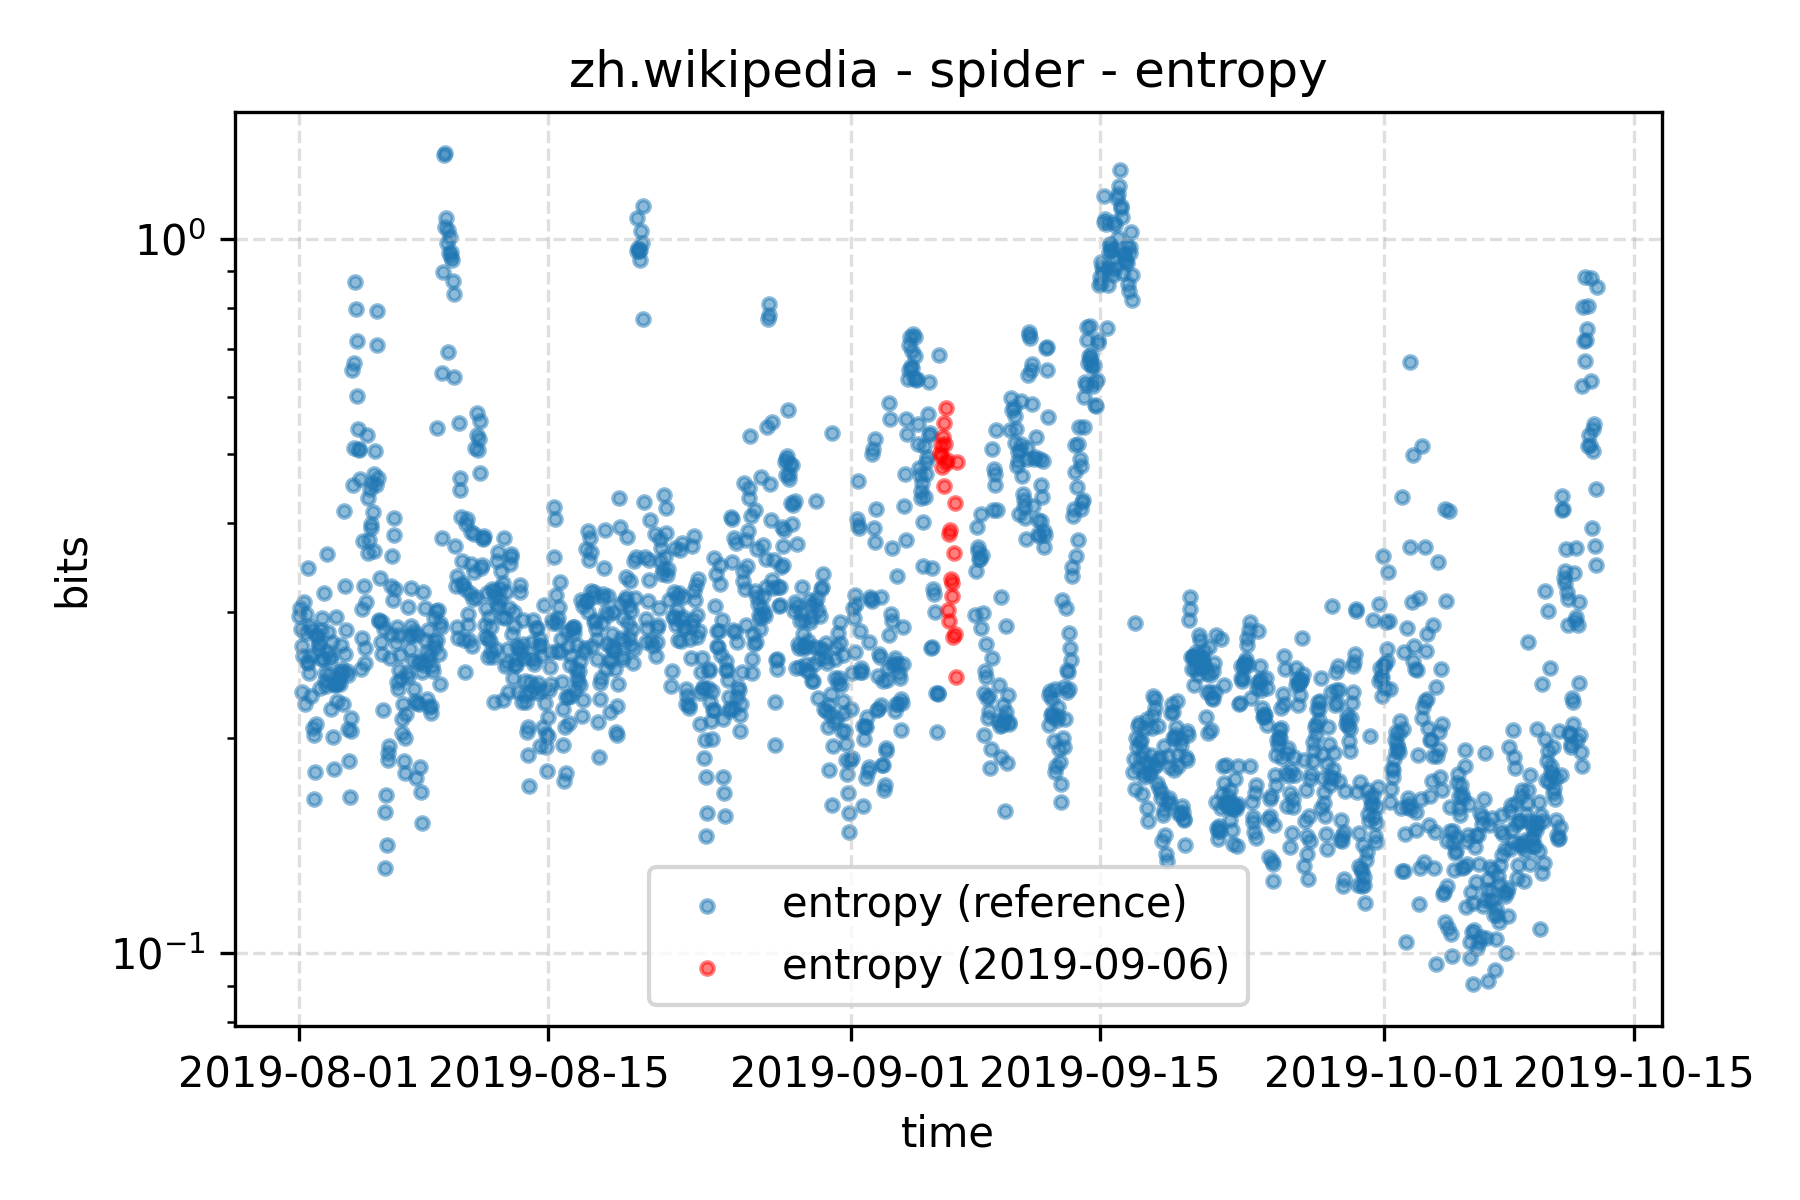 zh.wikipedia - spider - entropy
bits
10⁰
10⁻¹
entropy (reference)
entropy (2019-09-06)
2019-08-01 2019-08-15 2019-09-01 2019-09-15 2019-10-01 2019-10-15
time